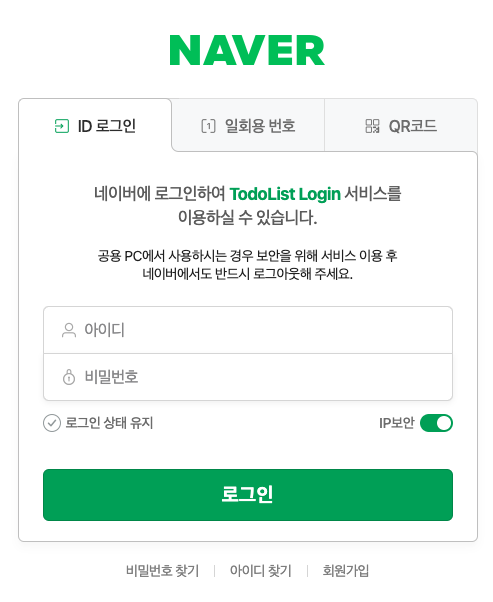 NAVER
ID 로그인
1 일회용 번호
QR코드
네이버에 로그인하여 TodoList Login 서비스를
이용하실 수 있습니다.
공용 PC에서 사용하시는 경우 보안을 위해 서비스 이용 후
네이버에서도 반드시 로그아웃해 주세요.
아이디
비밀번호
로그인 상태 유지
IP보안
로그인
비밀번호 찾기
아이디 찾기
회원가입